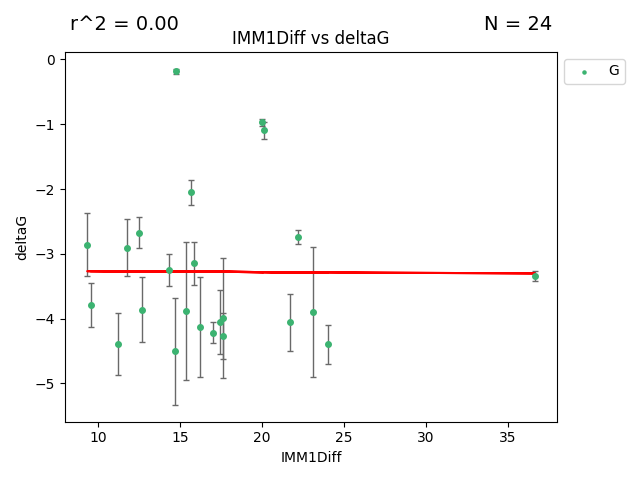 r^2 = 0.00
N = 24
IMM1Diff vs deltaG
G
0
−1
−2
−3
−4
−5
deltaG
10 15 20 25 30 35
IMM1Diff